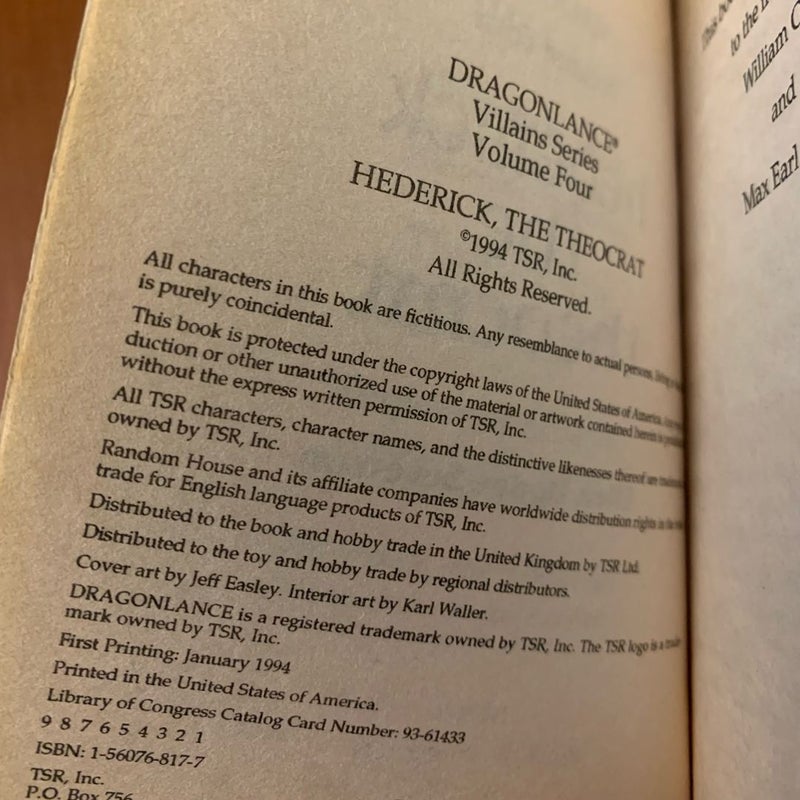 DRAGONLANCE®
Villains Series
Volume Four
HEDERICK, THE THEOCRAT
©1994 TSR, Inc.
All Rights Reserved.
All characters in this book are fictitious. Any resemblance to actual persons, living
is purely coincidental.
This book is protected under the copyright laws of the United States of America.
duction or other unauthorized use of the material or artwork contained herein is
without the express written permission of TSR, Inc.
All TSR characters, character names, and the distinctive likenesses thereof are
owned by TSR, Inc.
Random House and its affiliate companies have worldwide distribution rights in the
trade for English language products of TSR, Inc.
Distributed to the book and hobby trade in the United Kingdom by TSR Ltd.
Distributed to the toy and hobby trade by regional distributors.
Cover art by Jeff Easley. Interior art by Karl Waller.
DRAGONLANCE is a registered trademark owned by TSR, Inc. The TSR logo is a trade
mark owned by TSR, Inc.
First Printing: January 1994
Printed in the United States of America.
Library of Congress Catalog Card Number: 93-61433
9 8 7 6 5 4 3 2 1
ISBN: 1-56076-817-7
TSR, Inc.
P.O. Box 756
This
to the
William C
and
Max Earl